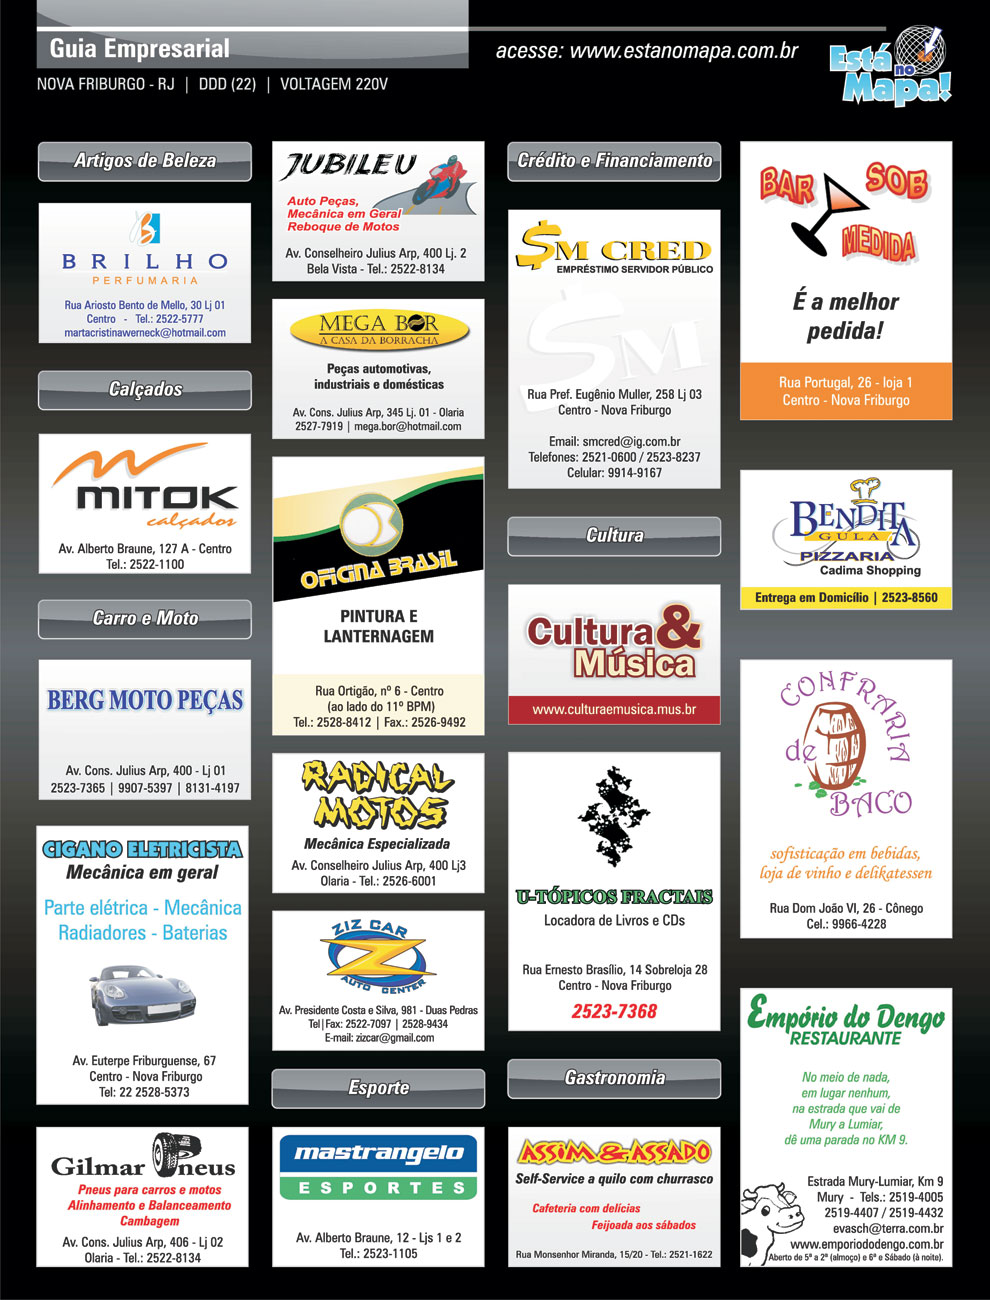 Guia Empresarial
acesse: www.estanomapa.com.br
Está
no
Mapa!
NOVA FRIBURGO - RJ | DDD (22) | VOLTAGEM 220V
Artigos de Beleza
BRILHO
PERFUMARIA
Rua Ariosto Bento de Mello, 30 Lj 01
Centro - Tel.: 2522-5777
martacristinawerneck@hotmail.com
Calçados
MITOK
calçados
Av. Alberto Braune, 127 A - Centro
Tel.: 2522-1100
Carro e Moto
BERG MOTO PEÇAS
Av. Cons. Julius Arp, 400 - Lj 01
2523-7365 | 9907-5397 | 8131-4197
CIGANO ELETRICISTA
Mecânica em geral
Parte elétrica - Mecânica
Radiadores - Baterias
Av. Euterpe Friburguense, 67
Centro - Nova Friburgo
Tel: 22 2528-5373
Gilmar Pneus
Pneus para carros e motos
Alinhamento e Balanceamento
Cambagem
Av. Cons. Julius Arp, 406 - Lj 02
Olaria - Tel.: 2522-8134
JUBILEU
Auto Peças,
Mecânica em Geral
Reboque de Motos
Av. Conselheiro Julius Arp, 400 Lj. 2
Bela Vista - Tel.: 2522-8134
MEGA BOR
A CASA DA BORRACHA
Peças automotivas,
industriais e domésticas
Av. Cons. Julius Arp, 345 Lj. 01 - Olaria
2527-7919 | mega.bor@hotmail.com
OFICINA BRASIL
PINTURA E
LANTERNAGEM
Rua Ortigão, nº 6 - Centro
(ao lado do 11º BPM)
Tel.: 2528-8412 | Fax.: 2526-9492
RADICAL
MOTOS
Mecânica Especializada
Av. Conselheiro Julius Arp, 400 Lj3
Olaria - Tel.: 2526-6001
ZIZ CAR
Z
AUTO CENTER
Av. Presidente Costa e Silva, 981 - Duas Pedras
Tel|Fax: 2522-7097 | 2528-9434
E-mail: zizcar@gmail.com
Esporte
mastrangelo
ESPORTES
Av. Alberto Braune, 12 - Ljs 1 e 2
Tel.: 2523-1105
Crédito e Financiamento
$M CRED
EMPRÉSTIMO SERVIDOR PÚBLICO
$M
Rua Pref. Eugênio Muller, 258 Lj 03
Centro - Nova Friburgo
Email: smcred@ig.com.br
Telefones: 2521-0600 / 2523-8237
Celular: 9914-9167
Cultura
Cultura&
Música
www.culturaemusica.mus.br
U-TÓPICOS FRACTAIS
Locadora de Livros e CDs
Rua Ernesto Brasílio, 14 Sobreloja 28
Centro - Nova Friburgo
2523-7368
Gastronomia
ASSIM & ASSADO
Self-Service a quilo com churrasco
Cafeteria com delícias
Feijoada aos sábados
Rua Monsenhor Miranda, 15/20 - Tel.: 2521-1622
BAR SOB
MEDIDA
É a melhor
pedida!
Rua Portugal, 26 - loja 1
Centro - Nova Friburgo
BENDITA
GULA
PIZZARIA
Cadima Shopping
Entrega em Domicílio | 2523-8560
CONFRARIA
de
BACO
sofisticação em bebidas,
loja de vinho e delikatessen
Rua Dom João VI, 26 - Cônego
Cel.: 9966-4228
Empório do Dengo
RESTAURANTE
No meio de nada,
em lugar nenhum,
na estrada que vai de
Mury a Lumiar,
dê uma parada no KM 9.
Estrada Mury-Lumiar, Km 9
Mury - Tels.: 2519-4005
2519-4407 / 2519-4432
evasch@terra.com.br
www.emporiododengo.com.br
Aberto de 5ª a 2ª (almoço) e 6ª e Sábado (à noite).